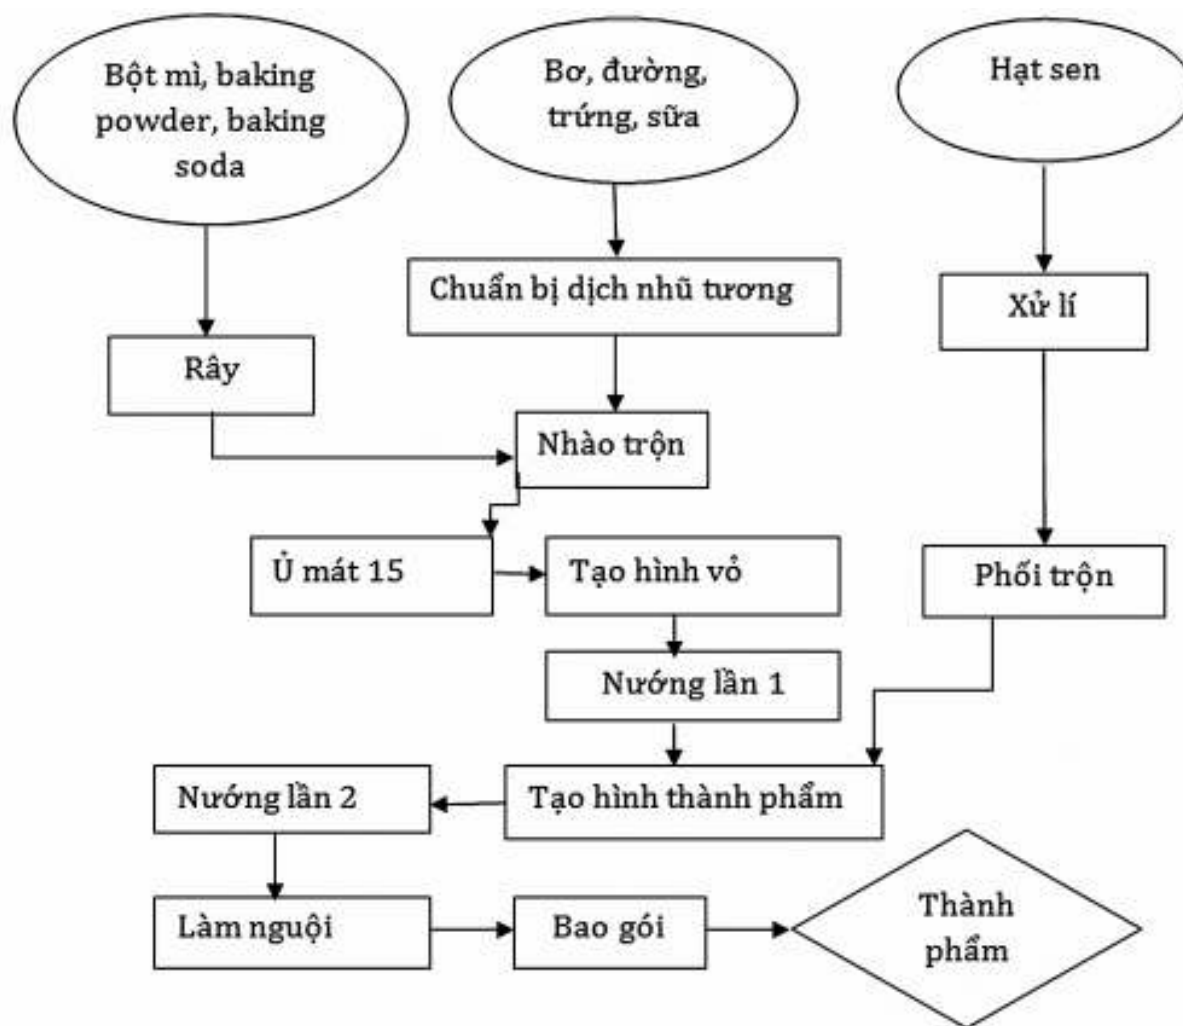 Bột mì, baking
powder, baking
soda
Bơ, đường,
trứng, sữa
Hạt sen
Chuẩn bị dịch nhũ tương
Xử lí
Rây
Nhào trộn
Ủ mát 15
Tạo hình vỏ
Phối trộn
Nướng lần 1
Nướng lần 2
Tạo hình thành phẩm
Làm nguội
Bao gói
Thành
phẩm